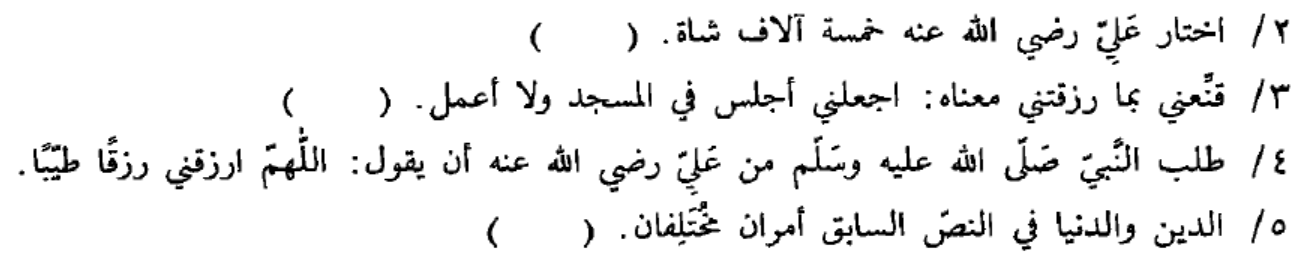 ٢/ اختار عَلِيّ رضي الله عنه خمسة آلاف شاة. (     )
٣/ قنِّعني بما رزقتني معناه: اجعلني أجلس في المسجد ولا أعمل. (     )
٤/ طلب النَّبيّ صَلَّى الله عليه وسَلَّم من عَلِيّ رضي الله عنه أن يقول: اللَّهمّ ارزقني رزقًا طيّبًا.
٥/ الدين والدنيا في النصّ السابق أمران مُخْتَلِفان. (     )